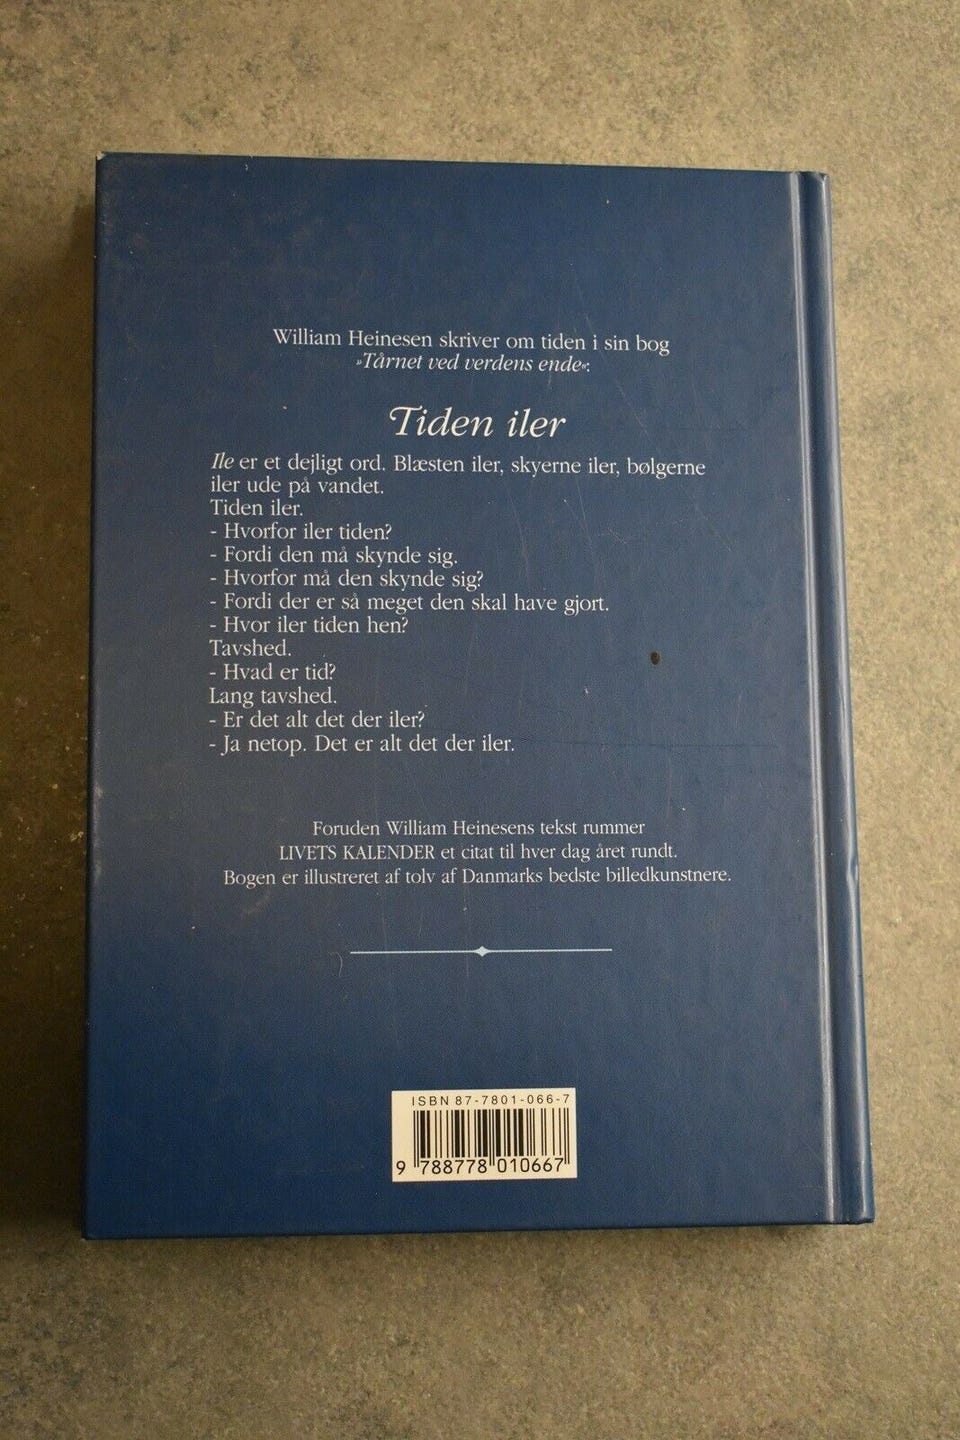 William Heinesen skriver om tiden i sin bog
»Tårnet ved verdens ende«:
Tiden iler
Ile er et dejligt ord. Blæsten iler, skyerne iler, bølgerne
iler ude på vandet.
Tiden iler.
- Hvorfor iler tiden?
- Fordi den må skynde sig.
- Hvorfor må den skynde sig?
- Fordi der er så meget den skal have gjort.
- Hvor iler tiden hen?
Tavshed.
- Hvad er tid?
Lang tavshed.
- Er det alt det der iler?
- Ja netop. Det er alt det der iler.
Foruden William Heinesens tekst rummer
LIVETS KALENDER et citat til hver dag året rundt.
Bogen er illustreret af tolv af Danmarks bedste billedkunstnere.
ISBN 87-7801-066-7
9 788778 010667